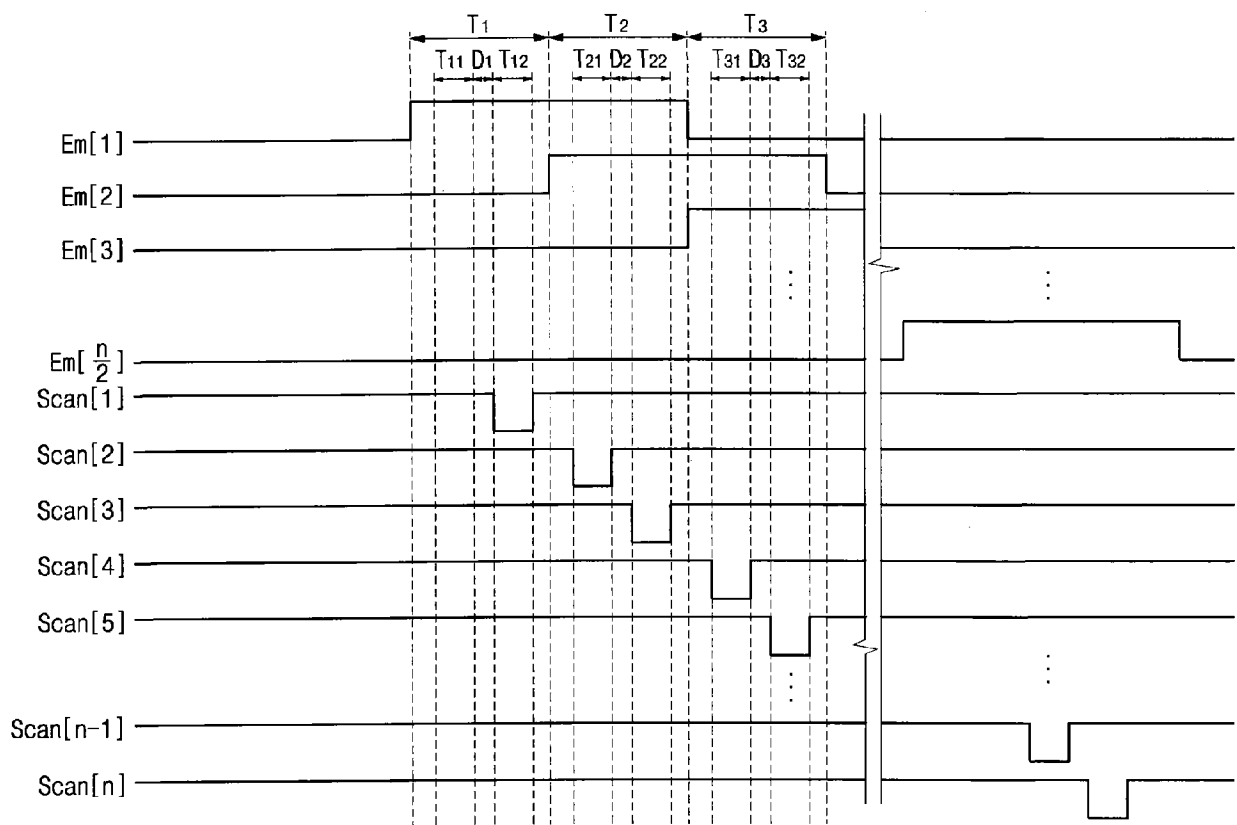 T1 T2 T3
T11 D1 T12 T21 D2 T22 T31 D3 T32
Em[1]
Em[2]
Em[3]
Em[n/2]
Scan[1]
Scan[2]
Scan[3]
Scan[4]
Scan[5]
Scan[n-1]
Scan[n]